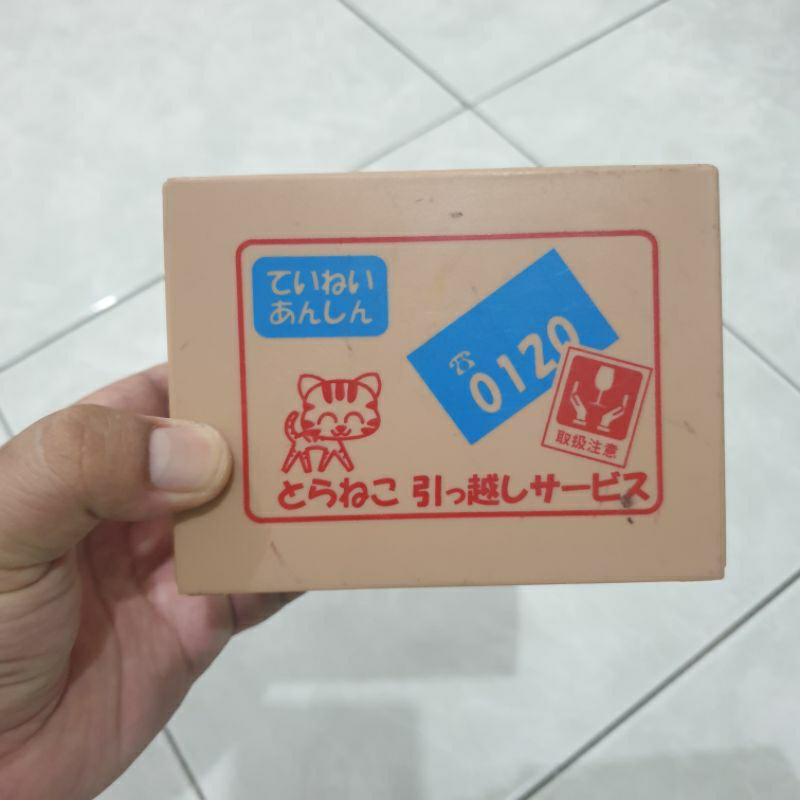 ていねい
あんしん
0120
取扱注意
とらねこ 引っ越しサービス